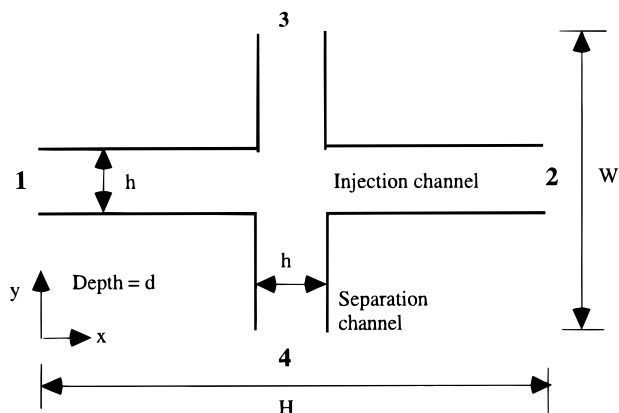 3
1
h
Injection channel
2
W
y
Depth = d
h
Separation
channel
x
4
H